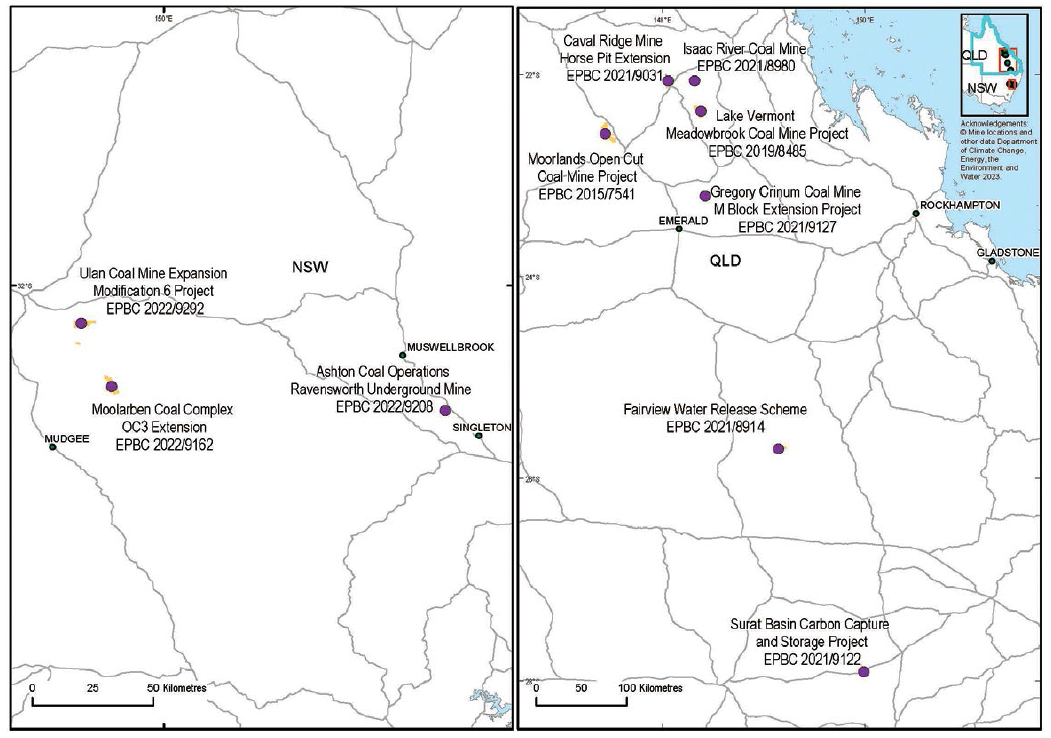 150°E
NSW
32°S
Ulan Coal Mine Expansion
Modification 6 Project
EPBC 2022/9292
MUSWELLBROOK
Ashton Coal Operations
Ravensworth Underground Mine
EPBC 2022/9208
Moolarben Coal Complex
OC3 Extension
EPBC 2022/9162
MUDGEE
SINGLETON
0 25 50 Kilometres
150°E
Caval Ridge Mine
Horse Pit Extension
EPBC 2021/9031
Isaac River Coal Mine
EPBC 2021/8980
QLD
NSW
22°S
Acknowledgements:
© Mine locations and
other data Department
of Climate Change,
Energy, the
Environment and
Water 2023.
Lake Vermont
Meadowbrook Coal Mine Project
EPBC 2019/8485
Moorlands Open Cut
Coal Mine Project
EPBC 2015/7541
Gregory Crinum Coal Mine
M Block Extension Project
EPBC 2021/9127
ROCKHAMPTON
EMERALD
GLADSTONE
QLD
24°S
Fairview Water Release Scheme
EPBC 2021/8914
26°S
Surat Basin Carbon Capture
and Storage Project
EPBC 2021/9122
28°S
0 50 100 Kilometres